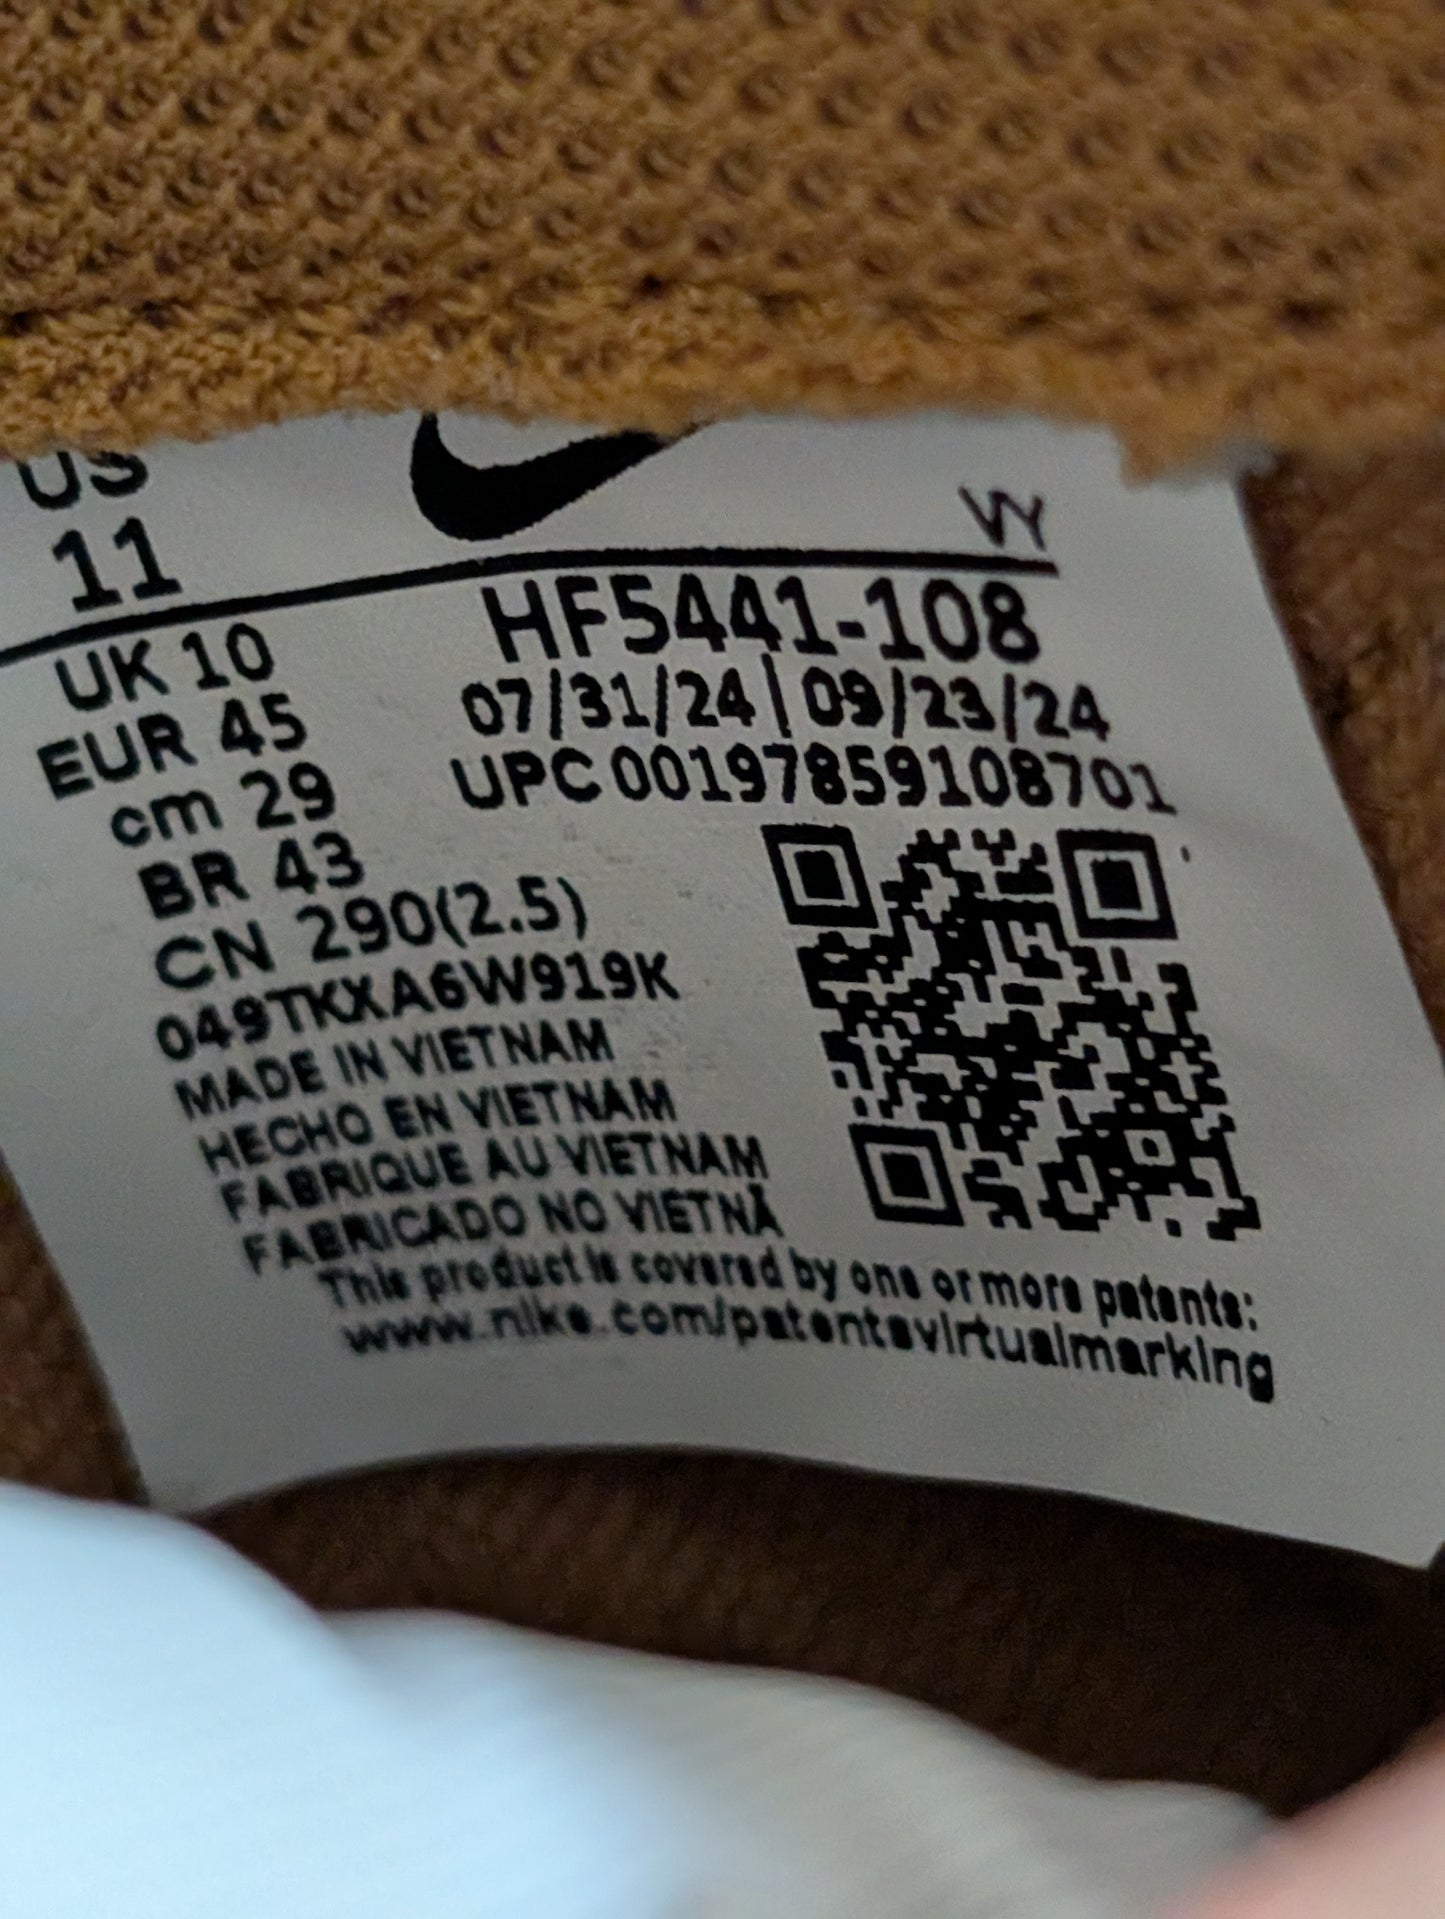 US
11
VY
UK 10
EUR 45
cm 29
BR 43
CN 290(2.5)
HF5441-108
07/31/24 | 09/23/24
UPC 00197859108701
049TKXXA6W919K
MADE IN VIETNAM
HECHO EN VIETNAM
FABRIQUE AU VIETNAM
FABRICADO NO VIETNÃ
This product is covered by one or more patents:
www.nike.com/patentsvirtualmarking